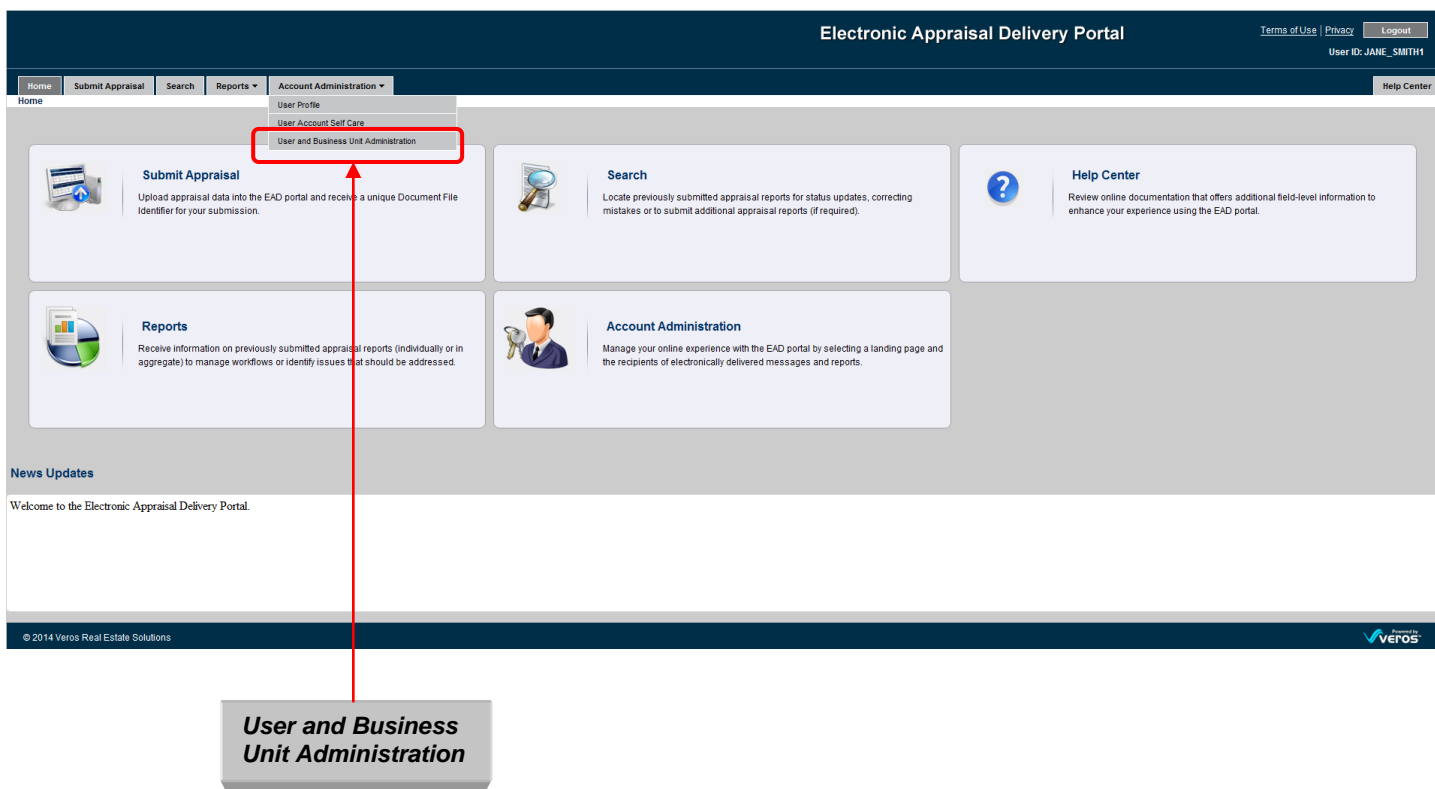 Electronic Appraisal Delivery Portal
Terms of Use | Privacy Logout
User ID: JANE_SMITH1
Home Submit Appraisal Search Reports Account Administration Help Center
Home
User Profile
User Account Self Care
User and Business Unit Administration
Submit Appraisal
Upload appraisal data into the EAD portal and receive a unique Document File
Identifier for your submission.
Search
Locate previously submitted appraisal reports for status updates, correcting
mistakes or to submit additional appraisal reports (if required).
Help Center
Review online documentation that offers additional field-level information to
enhance your experience using the EAD portal.
Reports
Receive information on previously submitted appraisal reports (individually or in
aggregate) to manage workflows or identify issues that should be addressed.
Account Administration
Manage your online experience with the EAD portal by selecting a landing page and
the recipients of electronically delivered messages and reports.
News Updates
Welcome to the Electronic Appraisal Delivery Portal.
© 2014 Veros Real Estate Solutions
Powered by
veros
User and Business
Unit Administration